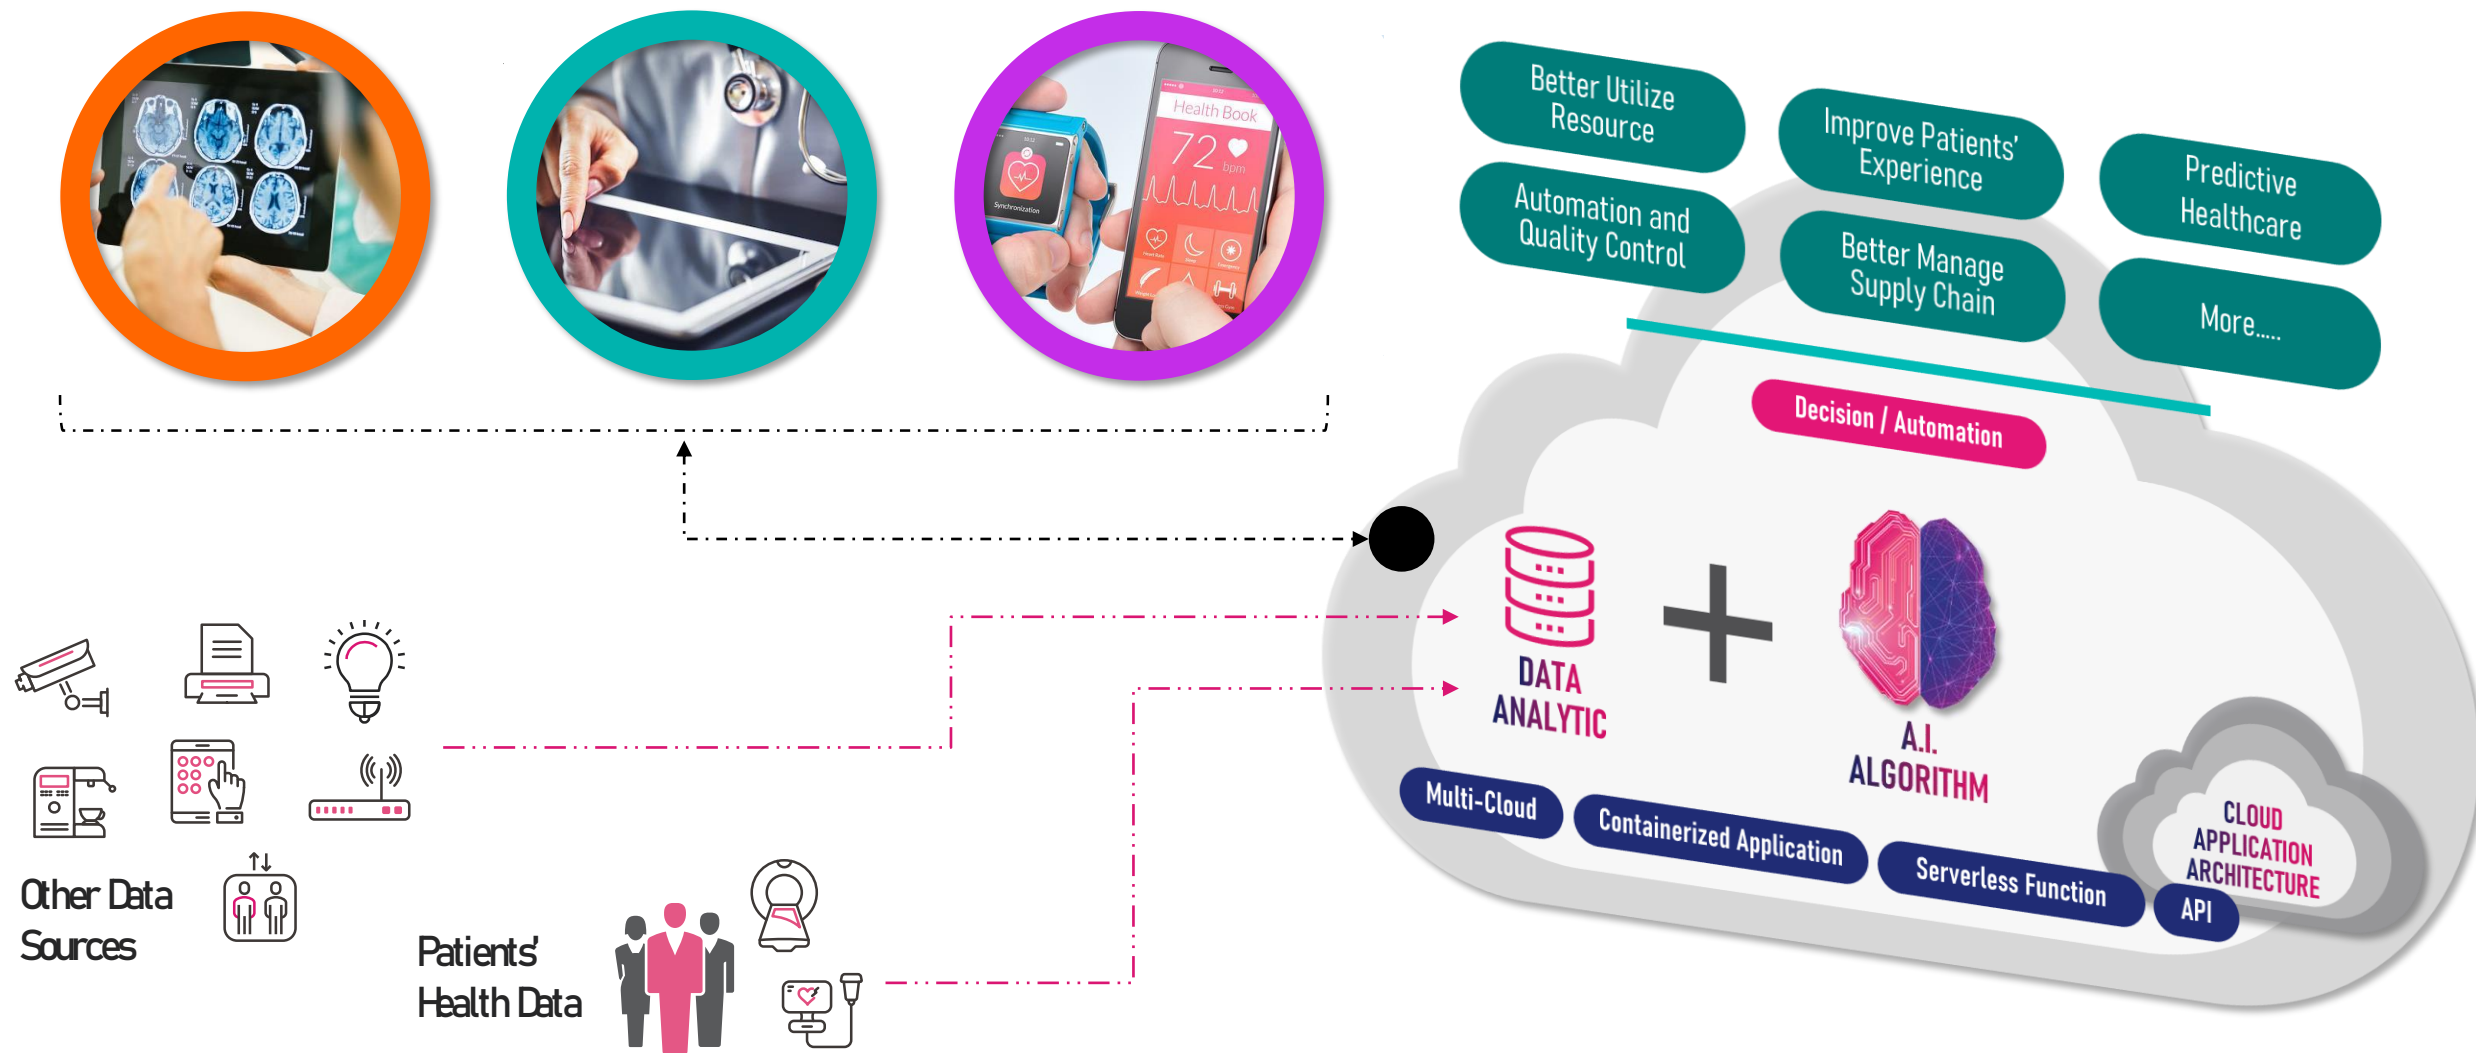 Health Book
72
bpm
Synchronization
Better Utilize
Resource
Improve Patients'
Experience
Predictive
Healthcare
Automation and
Quality Control
Better Manage
Supply Chain
More.....
Decision / Automation
DATA
ANALYTIC
A.I.
ALGORITHM
Multi-Cloud
Containerized Application
Serverless Function
API
CLOUD
APPLICATION
ARCHITECTURE
Other Data
Sources
Patients'
Health Data